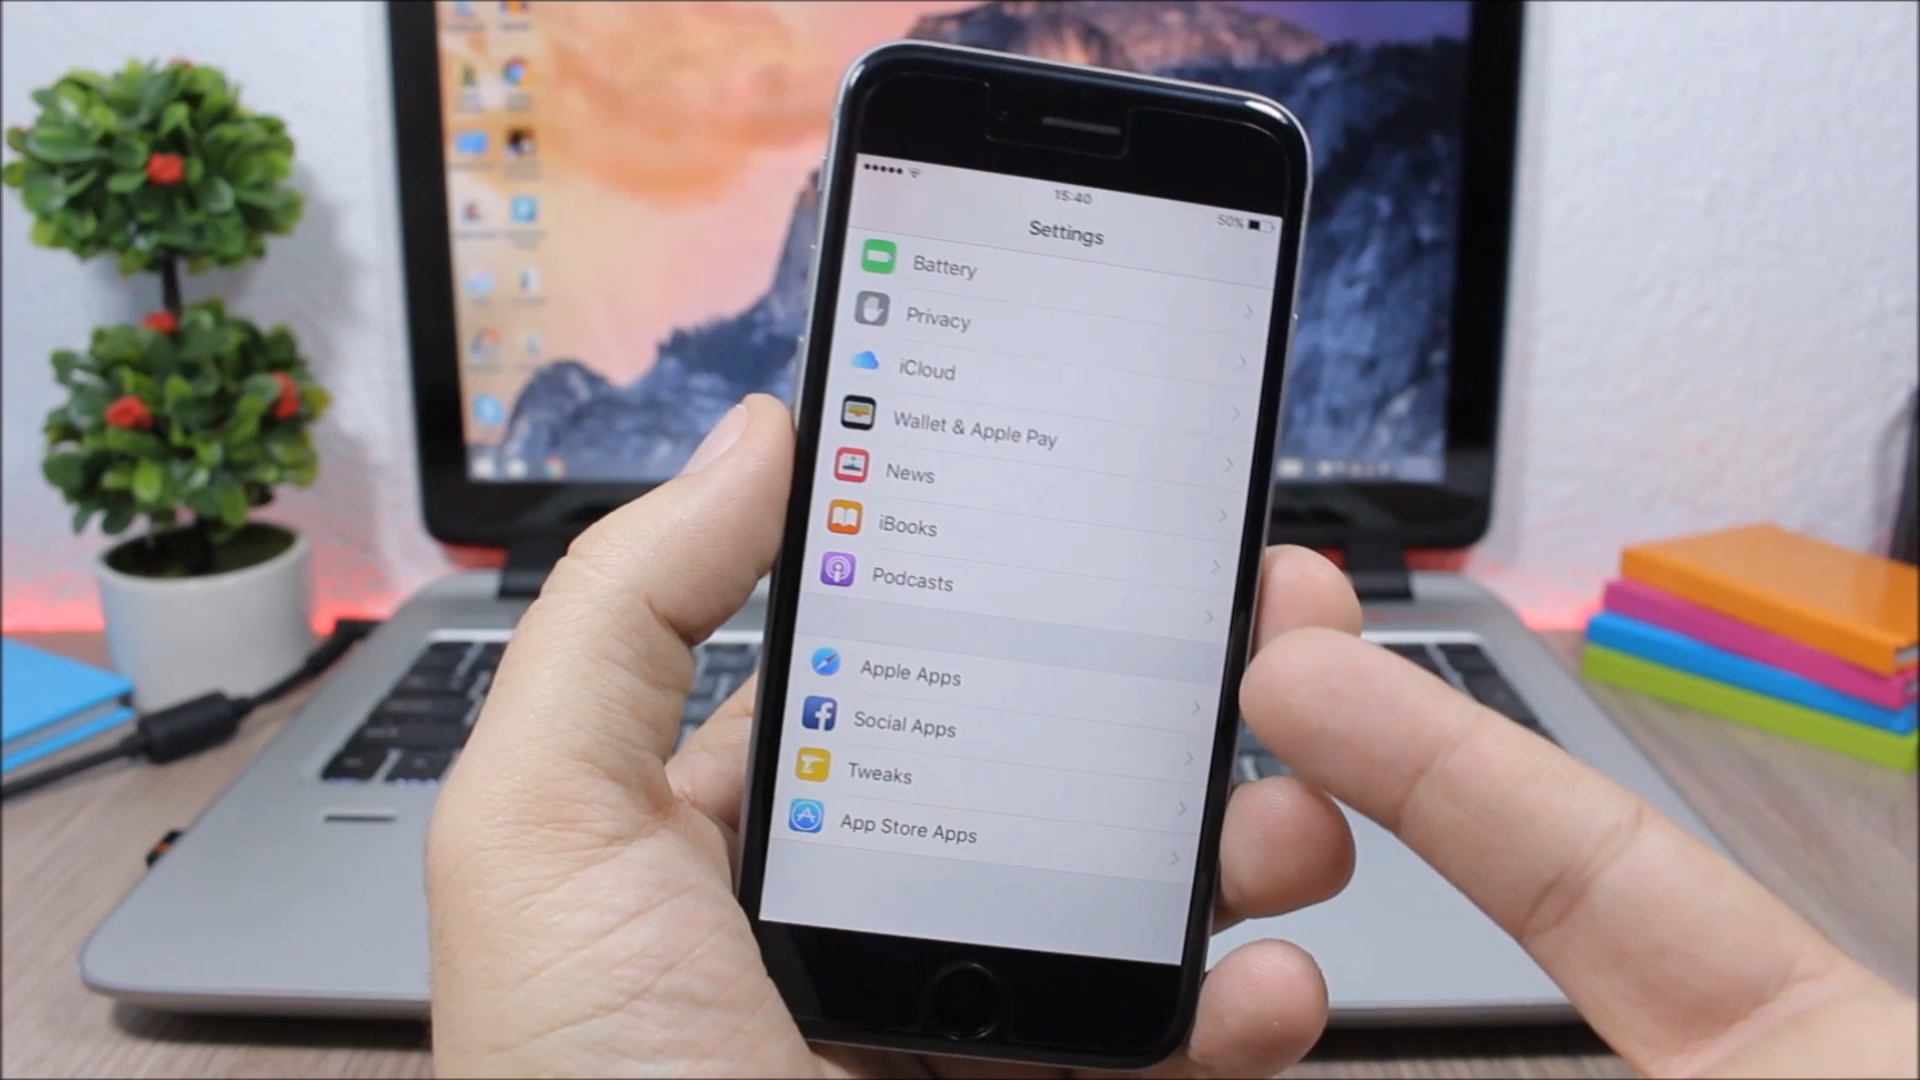 15:40
50%
Settings
Battery
Privacy
iCloud
Wallet & Apple Pay
News
iBooks
Podcasts
Apple Apps
Social Apps
Tweaks
App Store Apps